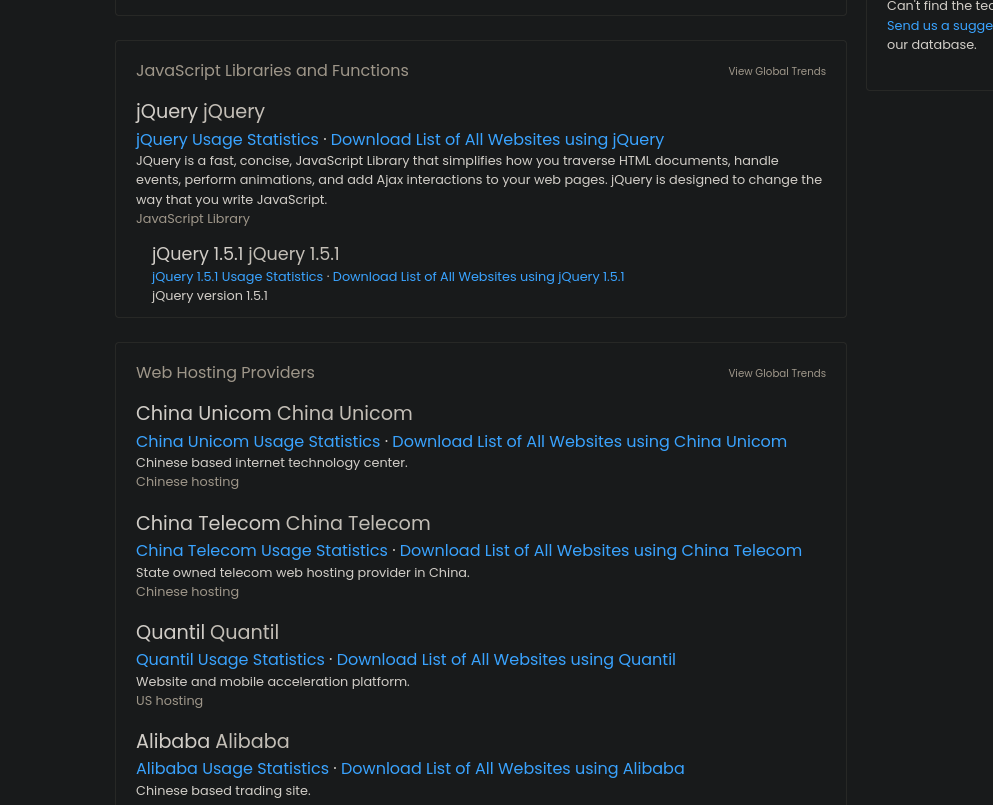 Can't find the
Send us a
our database.
JavaScript Libraries and Functions
View Global Trends
jQuery jQuery
jQuery Usage Statistics · Download List of All Websites using jQuery
JQuery is a fast, concise, JavaScript Library that simplifies how you traverse HTML documents, handle
events, perform animations, and add Ajax interactions to your web pages. jQuery is designed to change the
way that you write JavaScript.
JavaScript Library
jQuery 1.5.1 jQuery 1.5.1
jQuery 1.5.1 Usage Statistics · Download List of All Websites using jQuery 1.5.1
jQuery version 1.5.1
Web Hosting Providers
View Global Trends
China Unicom China Unicom
China Unicom Usage Statistics · Download List of All Websites using China Unicom
Chinese based internet technology center.
Chinese hosting
China Telecom China Telecom
China Telecom Usage Statistics · Download List of All Websites using China Telecom
State owned telecom web hosting provider in China.
Chinese hosting
Quantil Quantil
Quantil Usage Statistics · Download List of All Websites using Quantil
Website and mobile acceleration platform.
US hosting
Alibaba Alibaba
Alibaba Usage Statistics · Download List of All Websites using Alibaba
Chinese based trading site.